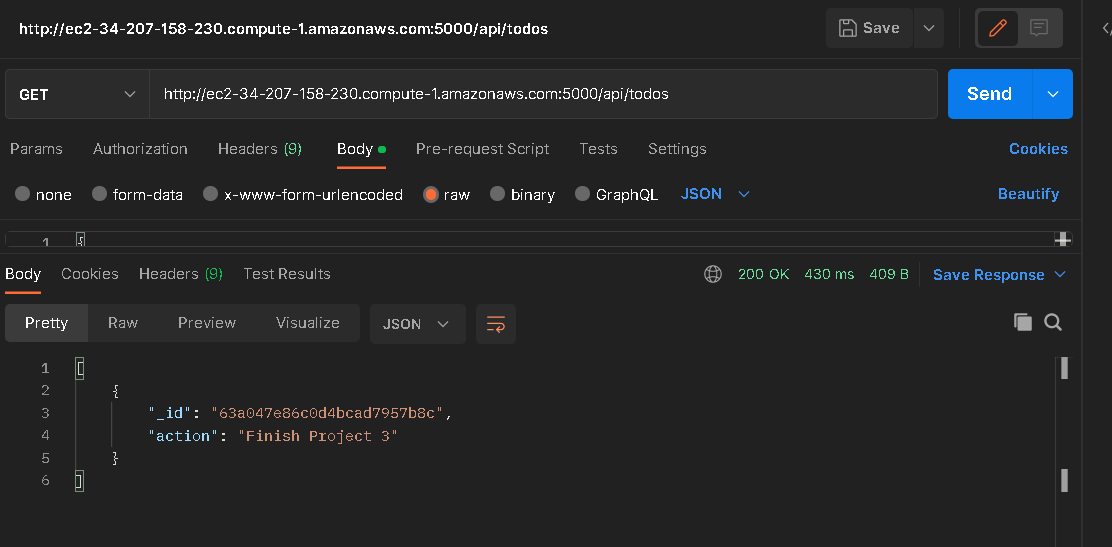 http://ec2-34-207-158-230.compute-1.amazonaws.com:5000/api/todos Save
GET http://ec2-34-207-158-230.compute-1.amazonaws.com:5000/api/todos Send
Params Authorization Headers (9) Body Pre-request Script Tests Settings Cookies
none form-data x-www-form-urlencoded raw binary GraphQL JSON Beautify
1 {
Body Cookies Headers (9) Test Results 200 OK 430 ms 409 B Save Response
Pretty Raw Preview Visualize JSON
1 [
2 {
3 "_id": "63a047e86c0d4bcad7957b8c",
4 "action": "Finish Project 3"
5 }
6 ]